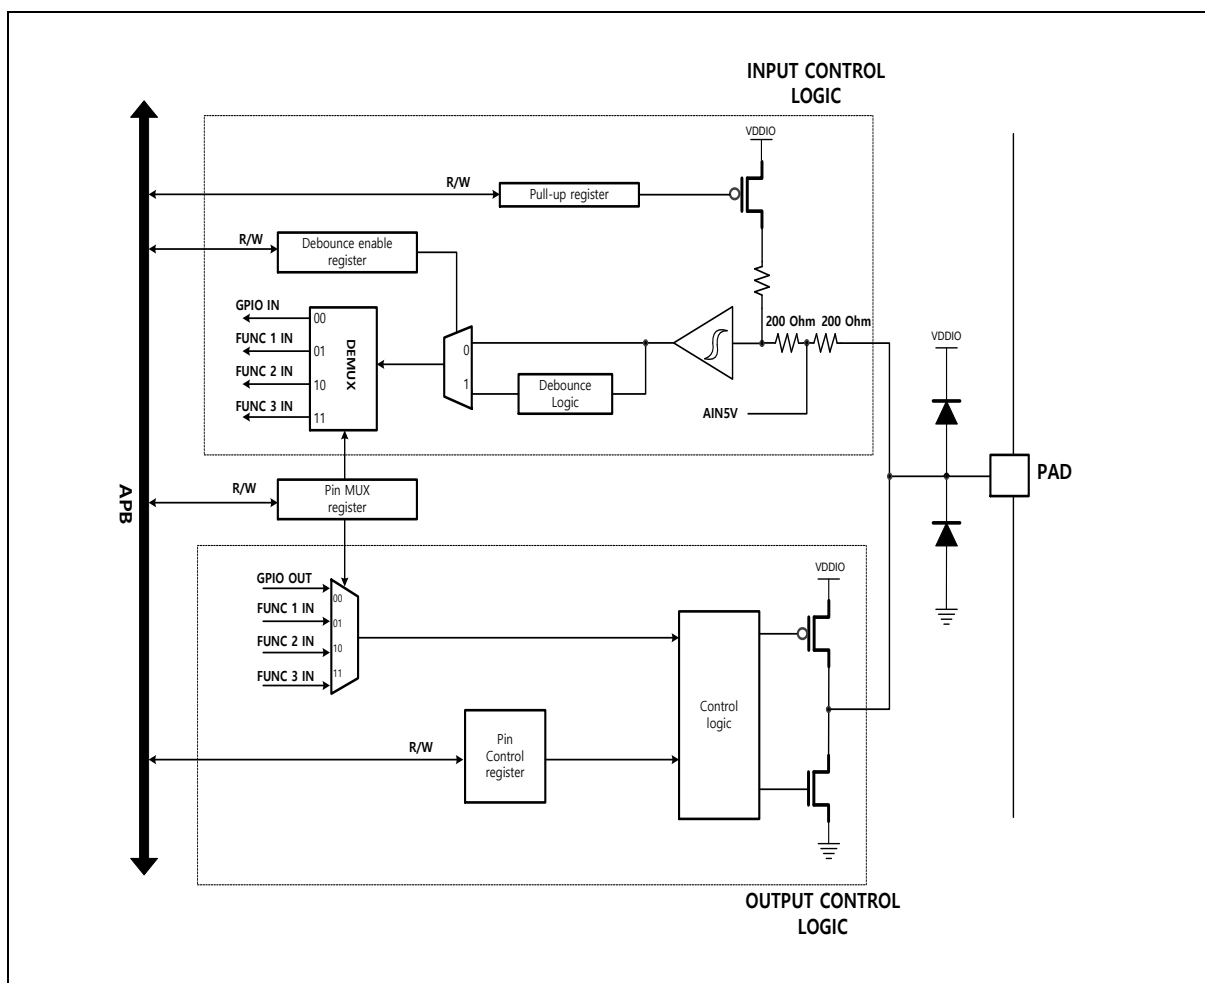 INPUT CONTROL
LOGIC
VDDIO
R/W
Pull-up register
R/W
Debounce enable
register
GPIO IN
00
FUNC 1 IN
01
FUNC 2 IN
10
FUNC 3 IN
11
DEMUX
0
1
Debounce
Logic
200 Ohm
200 Ohm
AIN5V
VDDIO
PAD
APB
R/W
Pin MUX
register
GPIO OUT
00
FUNC 1 IN
01
FUNC 2 IN
10
FUNC 3 IN
11
VDDIO
Control
logic
R/W
Pin
Control
register
OUTPUT CONTROL
LOGIC